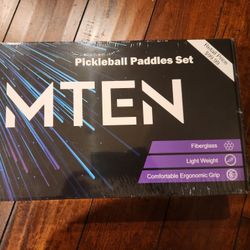 Pickleball Paddles Set
MTEN
Fiberglass
Light Weight
Comfortable Ergonomic Grip